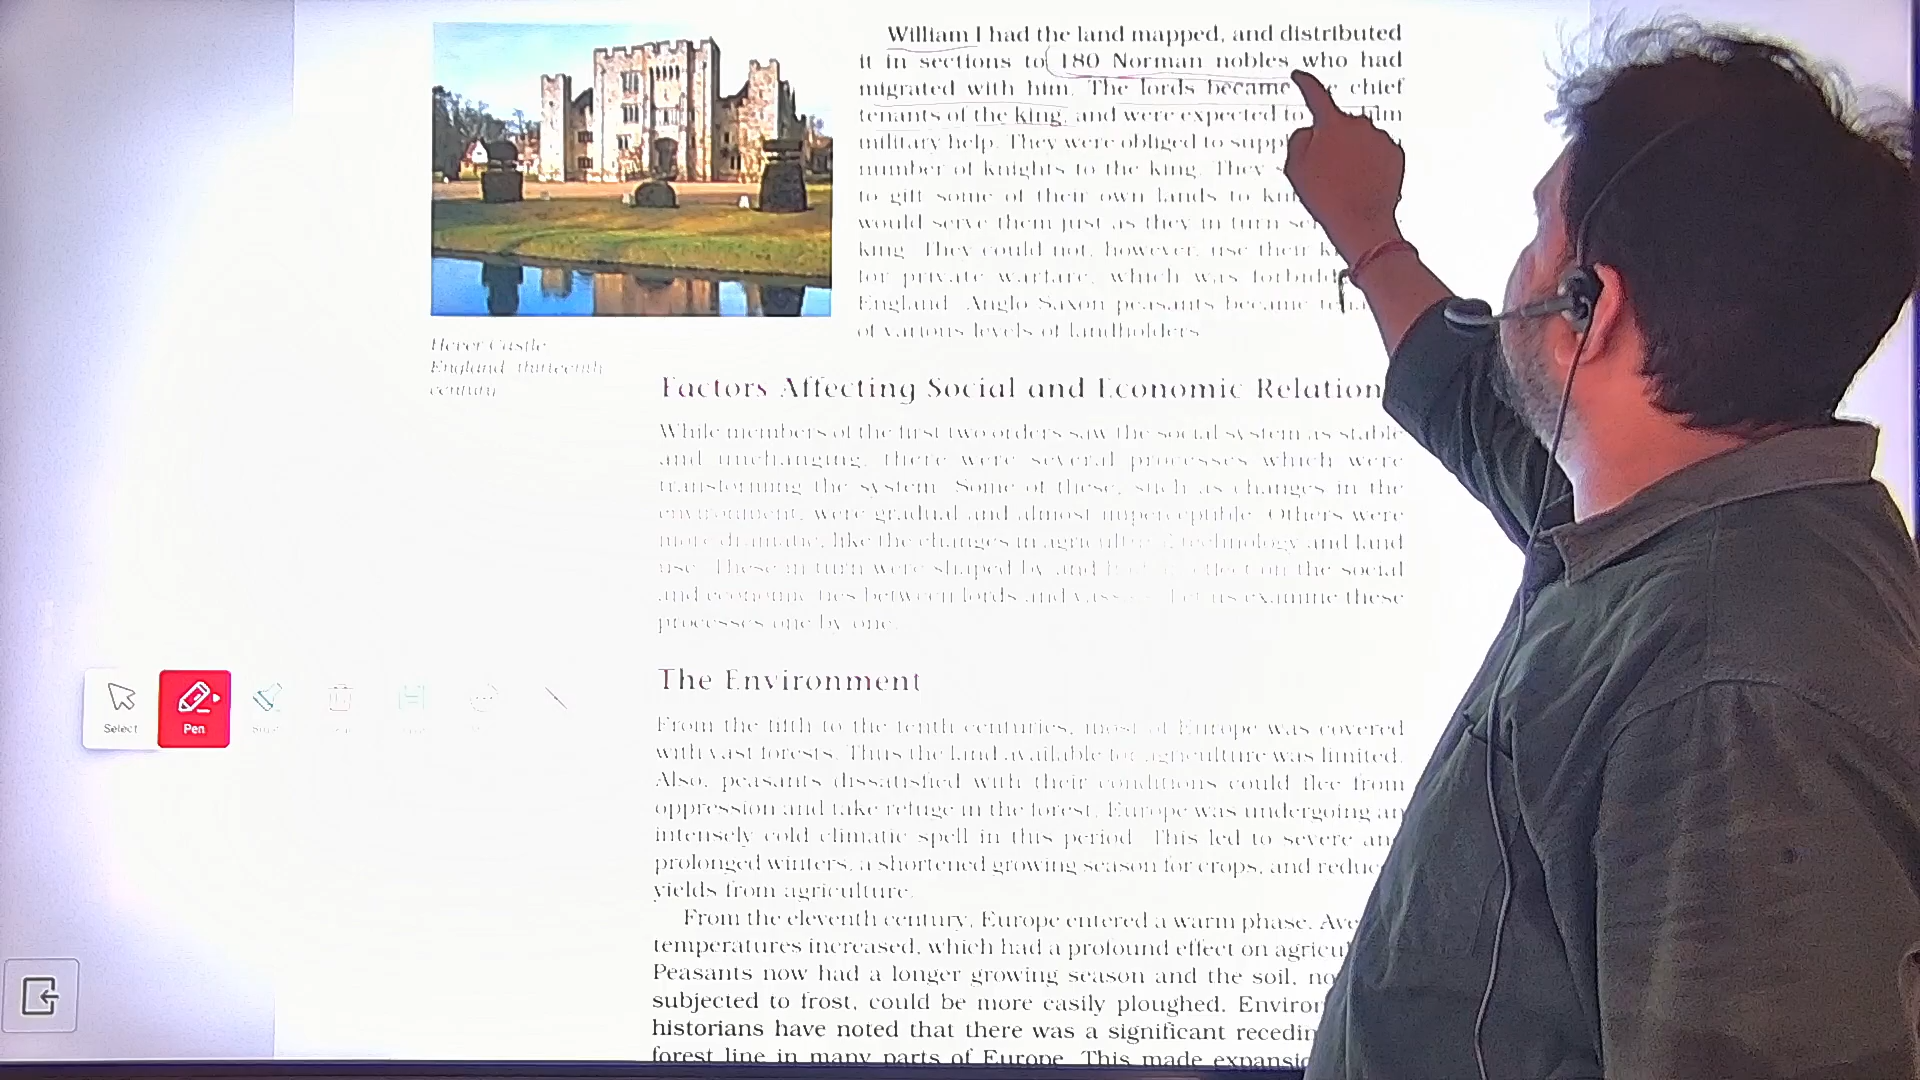 William I had the land mapped, and distributed
it in sections to 180 Norman nobles who had
migrated with him. The lords became chief
tenants of the king, and were expected to him
military help. They were obliged to
number of knights to the king. They
to gift some of their own lands to
would serve them just as they in turn
king. They could not, however, use their
for private warfare, which was
England. Anglo-Saxon peasants became
of various levels of landholders.
Hever Castle,
England, thirteenth
century.
Factors Affecting Social and Economic
While members of the first two orders saw the social system as stable
and unchanging, there were several processes which were
transforming the system. Some of these, such as changes in the
environment, were gradual and almost imperceptible. Others were
more dramatic, like the changes in agricultural technology and land
use. These in turn were shaped by and on the social
and economic ties between lords and Let us examine these
processes one by one.
The Environment
From the fifth to the tenth centuries, most of Europe was covered
with vast forests. Thus the land available for agriculture was limited.
Also, peasants dissatisfied with their conditions could flee from
oppression and take refuge in the forest. Europe was undergoing an
intensely cold climatic spell in this period. This led to severe
prolonged winters, a shortened growing season for crops, and
yields from agriculture.
From the eleventh century, Europe entered a warm phase.
temperatures increased, which had a profound effect on
Peasants now had a longer growing season and the soil,
subjected to frost, could be more easily ploughed.
historians have noted that there was a significant
forest line in many parts of Europe. This made
Select
Pen